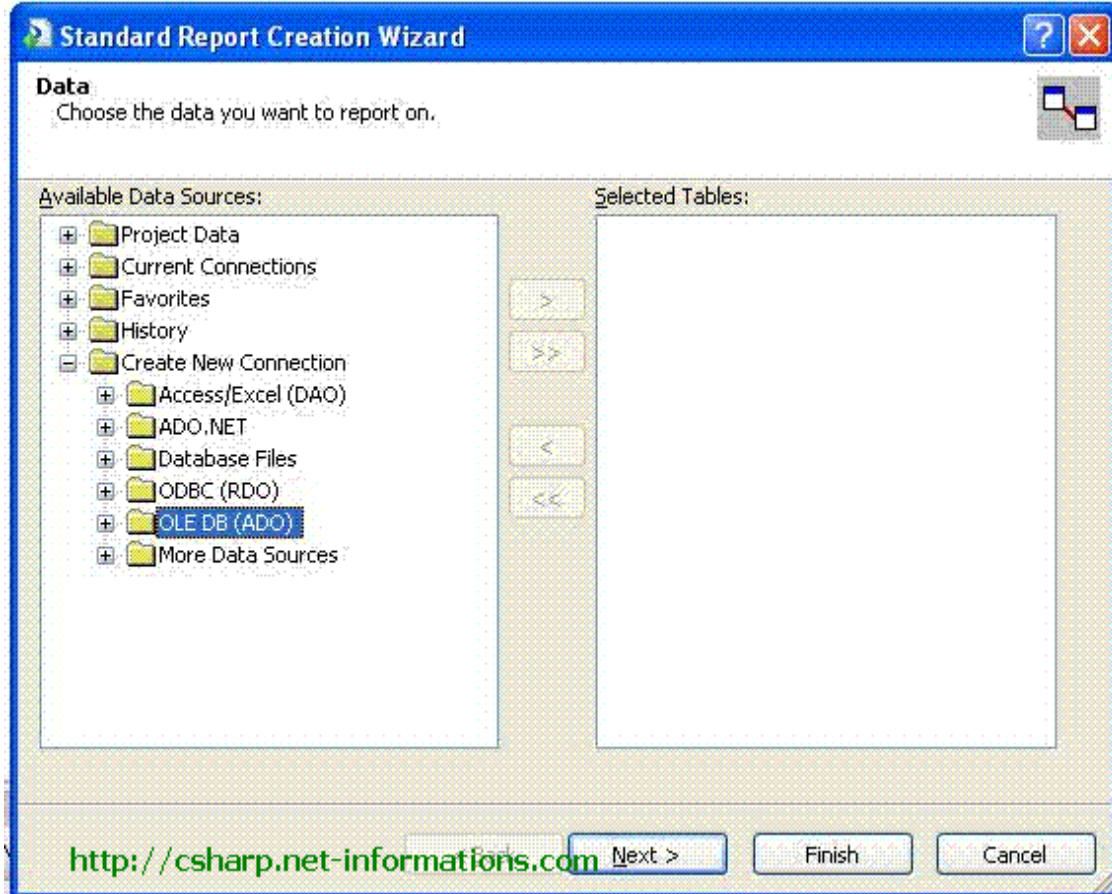 Standard Report Creation Wizard
Data
Choose the data you want to report on.
Available Data Sources:
Selected Tables:
Project Data
Current Connections
Favorites
History
Create New Connection
Access/Excel (DAO)
ADO.NET
Database Files
ODBC (RDO)
OLE DB (ADO)
More Data Sources
>
>>
<
<<
http://csharp.net-informations.com
Next >
Finish
Cancel